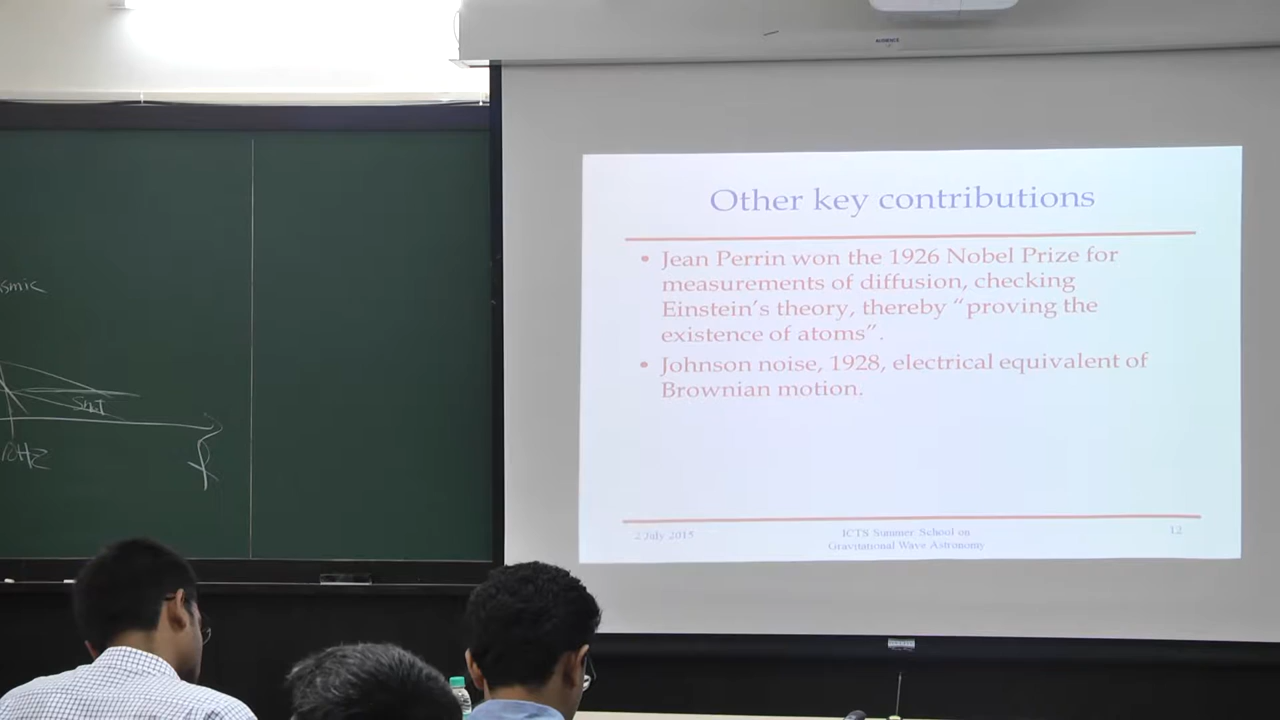 AUDIENCE
Other key contributions
• Jean Perrin won the 1926 Nobel Prize for
measurements of diffusion, checking
Einstein's theory, thereby “proving the
existence of atoms”.
• Johnson noise, 1928, electrical equivalent of
Brownian motion.
2 July 2015
ICTS Summer School on
Gravitational Wave Astronomy
12
smic
Shot
Hz
f